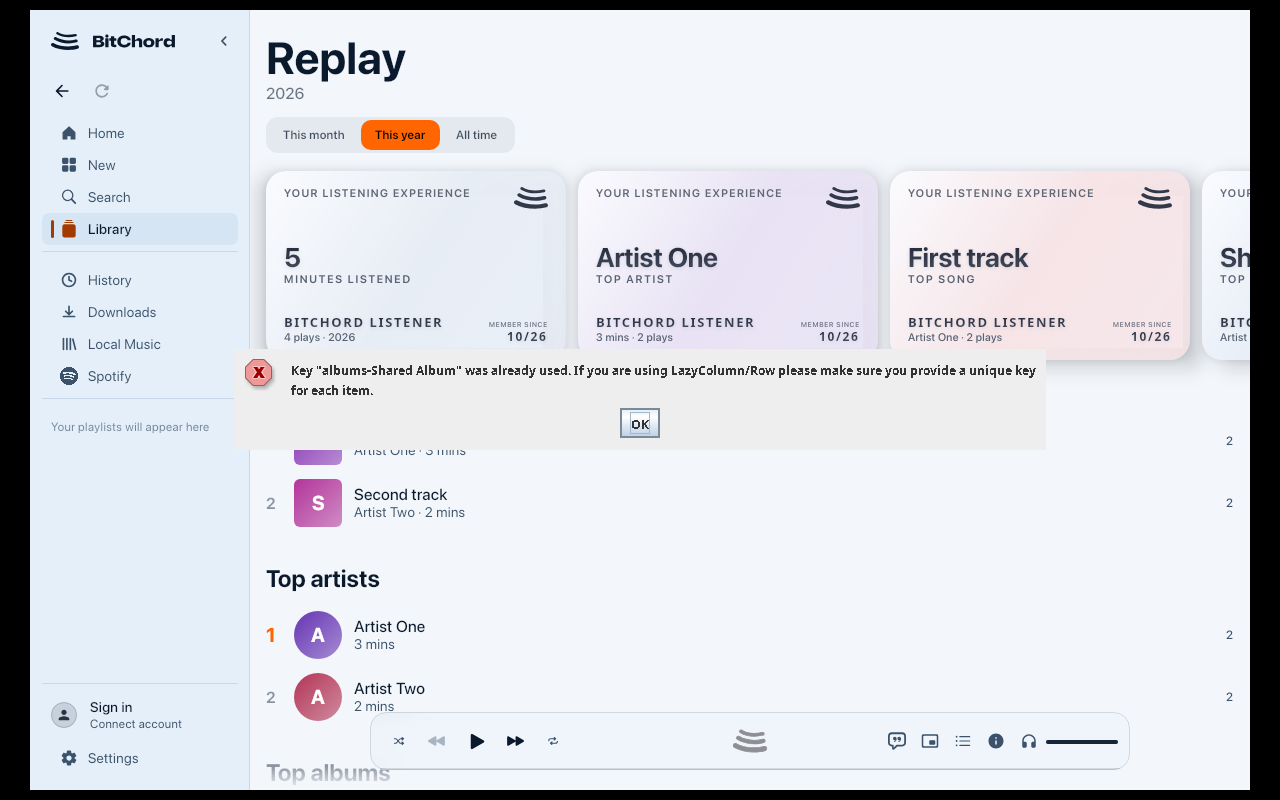 BitChord
Home
New
Search
Library
History
Downloads
Local Music
Spotify
Your playlists will appear here
Sign in
Connect account
Settings
Replay
2026
This month
This year
All time
YOUR LISTENING EXPERIENCE
5
MINUTES LISTENED
BITCHORD LISTENER
4 plays · 2026
MEMBER SINCE
10/26
YOUR LISTENING EXPERIENCE
Artist One
TOP ARTIST
BITCHORD LISTENER
3 mins · 2 plays
MEMBER SINCE
10/26
YOUR LISTENING EXPERIENCE
First track
TOP SONG
BITCHORD LISTENER
Artist One · 2 plays
MEMBER SINCE
10/26
TOP
Artist
X
Key "albums-Shared Album" was already used. If you are using LazyColumn/Row please make sure you provide a unique key
for each item.
OK
Artist One · 3 mins
2
2
S
Second track
Artist Two · 2 mins
2
Top artists
1
A
Artist One
3 mins
2
2
A
Artist Two
2 mins
2
Top albums